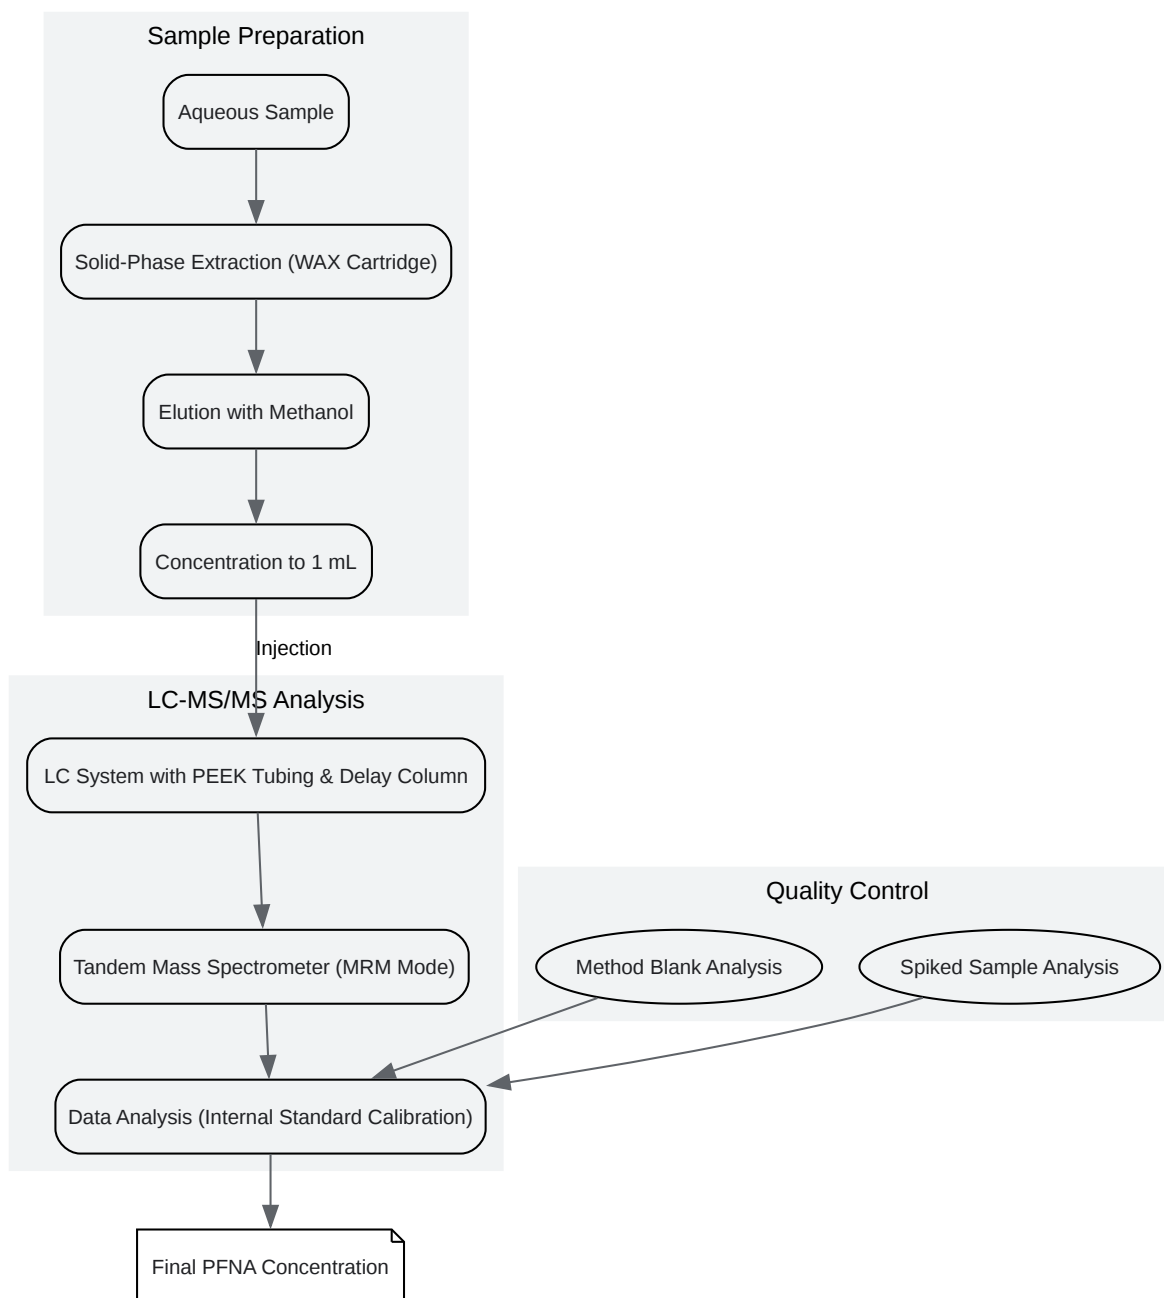 Sample Preparation
Aqueous Sample
Solid-Phase Extraction (WAX Cartridge)
Elution with Methanol
Concentration to 1 mL
Injection
LC-MS/MS Analysis
LC System with PEEK Tubing & Delay Column
Quality Control
Tandem Mass Spectrometer (MRM Mode)
Method Blank Analysis
Spiked Sample Analysis
Data Analysis (Internal Standard Calibration)
Final PFNA Concentration